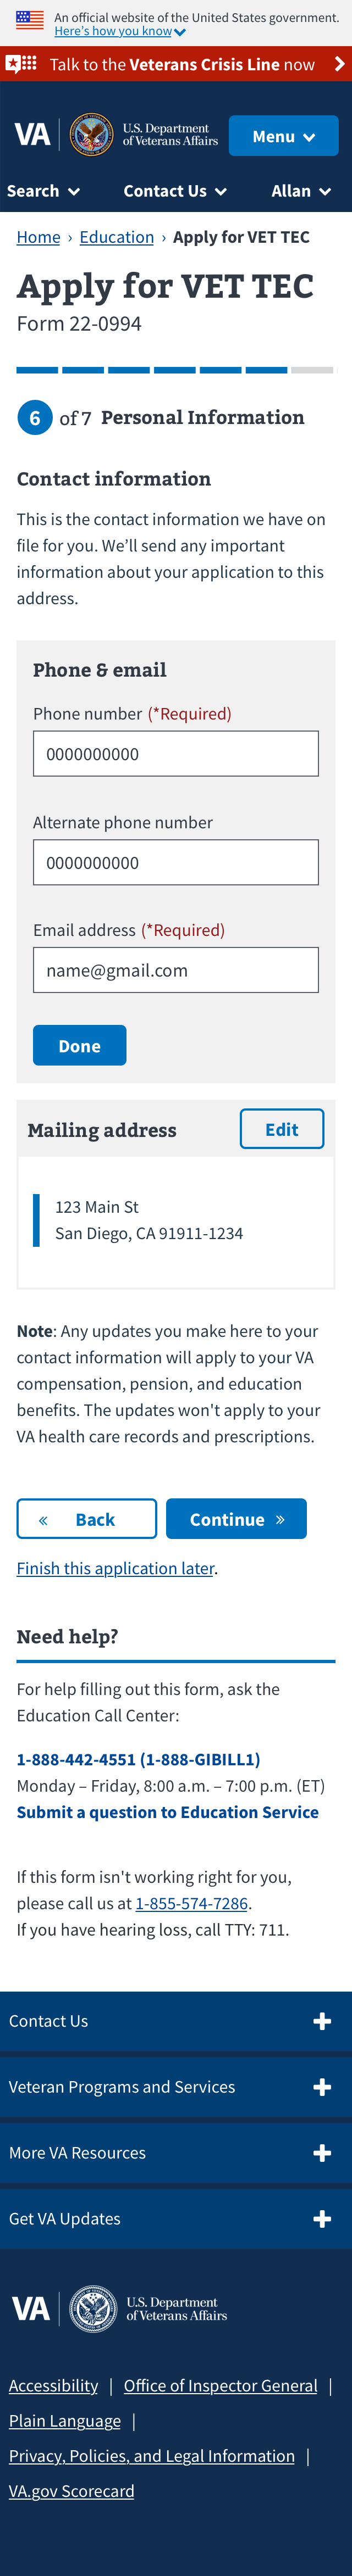 An official website of the United States government.
Here's how you know
Talk to the Veterans Crisis Line now
VA
U.S. Department
of Veterans Affairs
Menu
Search
Contact Us
Allan
Home › Education › Apply for VET TEC
Apply for VET TEC
Form 22-0994
6 of 7 Personal Information
Contact information
This is the contact information we have on
file for you. We'll send any important
information about your application to this
address.
Phone & email
Phone number (*Required)
0000000000
Alternate phone number
0000000000
Email address (*Required)
name@gmail.com
Done
Mailing address
Edit
123 Main St
San Diego, CA 91911-1234
Note: Any updates you make here to your
contact information will apply to your VA
compensation, pension, and education
benefits. The updates won't apply to your
VA health care records and prescriptions.
« Back
Continue »
Finish this application later.
Need help?
For help filling out this form, ask the
Education Call Center:
1-888-442-4551 (1-888-GIBILL1)
Monday – Friday, 8:00 a.m. – 7:00 p.m. (ET)
Submit a question to Education Service
If this form isn't working right for you,
please call us at 1-855-574-7286.
If you have hearing loss, call TTY: 711.
Contact Us
Veteran Programs and Services
More VA Resources
Get VA Updates
VA
U.S. Department
of Veterans Affairs
Accessibility | Office of Inspector General |
Plain Language |
Privacy, Policies, and Legal Information |
VA.gov Scorecard